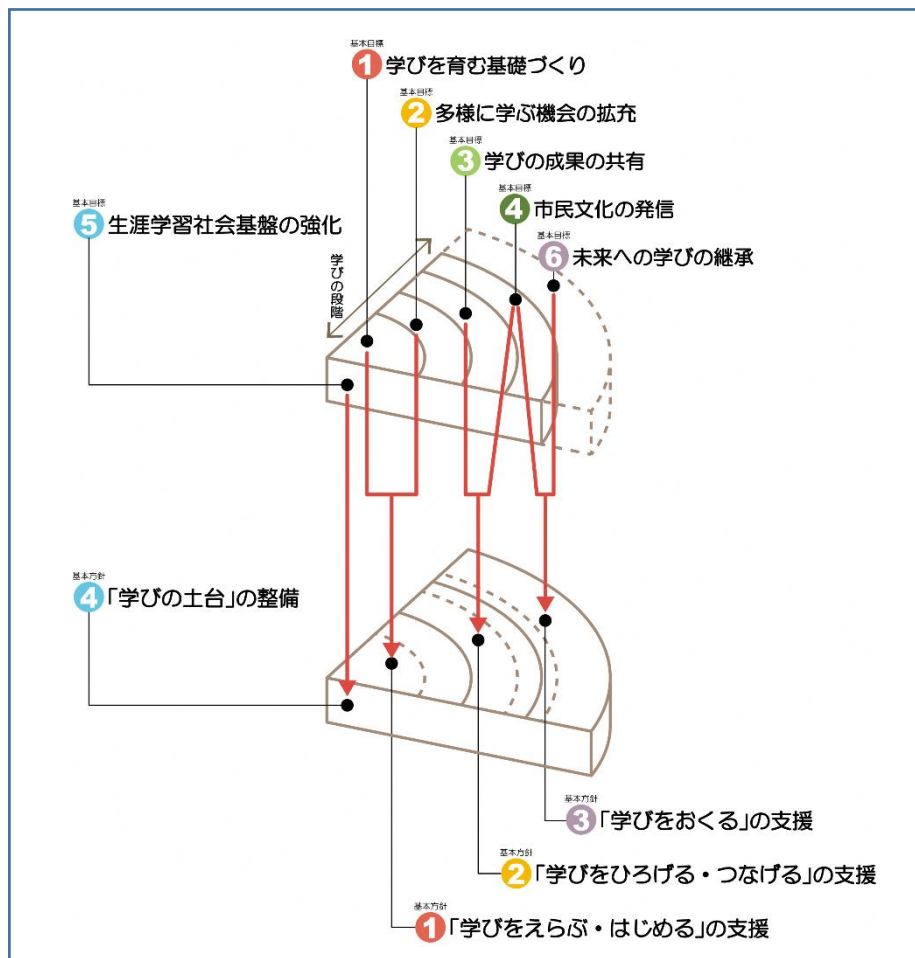 基本目標
1 学びを育む基礎づくり
基本目標
2 多様に学ぶ機会の拡充
基本目標
3 学びの成果の共有
基本目標
4 市民文化の発信
基本目標
5 生涯学習社会基盤の強化
基本目標
6 未来への学びの継承
学びの段階
基本方針
4 「学びの土台」の整備
基本方針
3 「学びをおくる」の支援
基本方針
2 「学びをひろげる・つなげる」の支援
基本方針
1 「学びをえらぶ・はじめる」の支援